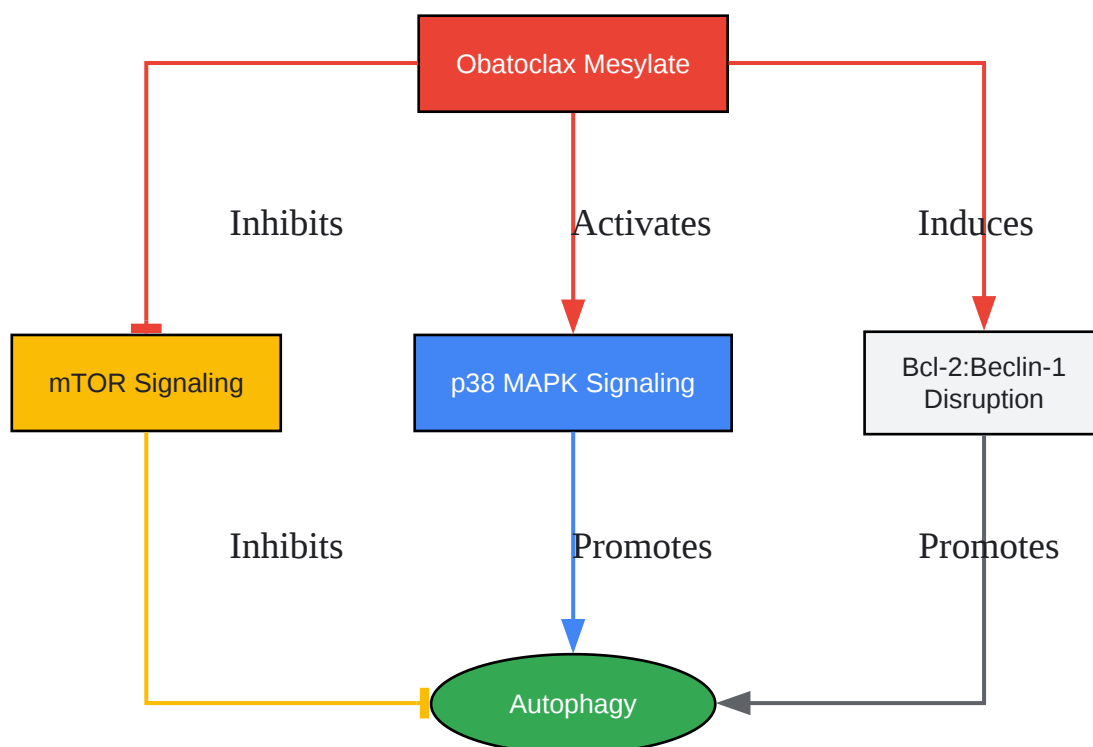 Obatoclax Mesylate
Inhibits
Activates
Induces
mTOR Signaling
p38 MAPK Signaling
Bcl-2:Beclin-1
Disruption
Inhibits
Promotes
Promotes
Autophagy